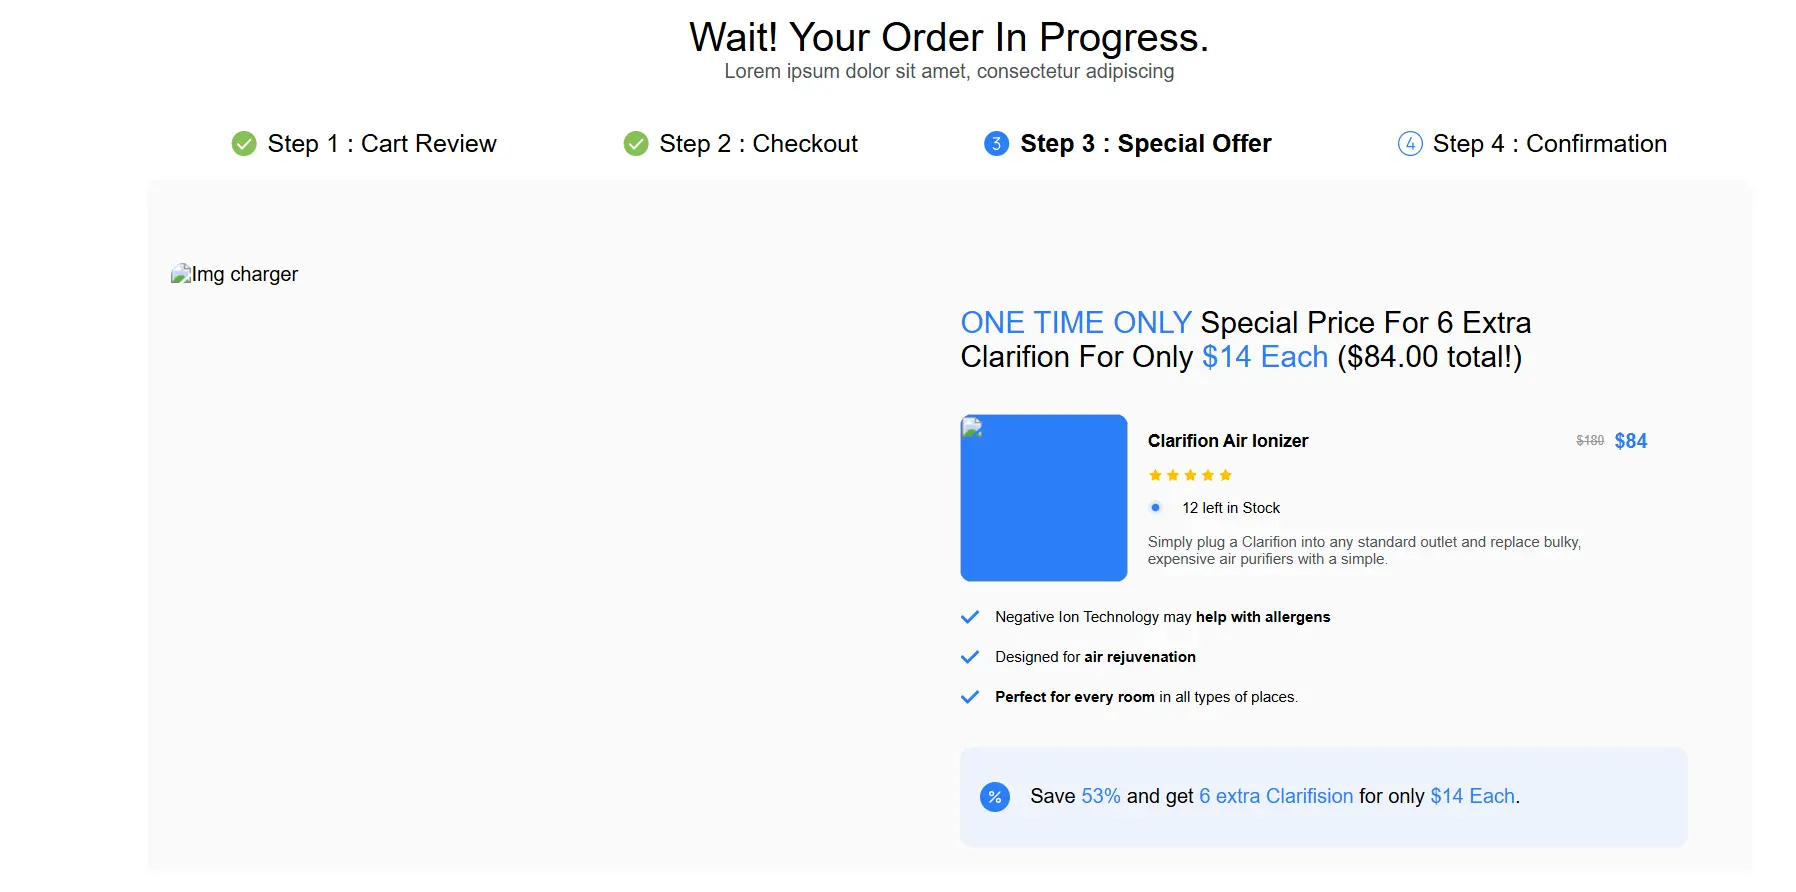 Wait! Your Order In Progress.
Lorem ipsum dolor sit amet, consectetur adipiscing
Step 1 : Cart Review
Step 2 : Checkout
3 Step 3 : Special Offer
4 Step 4 : Confirmation
Img charger
ONE TIME ONLY Special Price For 6 Extra
Clarifion For Only $14 Each ($84.00 total!)
Clarifion Air Ionizer
$180 $84
12 left in Stock
Simply plug a Clarifion into any standard outlet and replace bulky,
expensive air purifiers with a simple.
Negative Ion Technology may help with allergens
Designed for air rejuvenation
Perfect for every room in all types of places.
% Save 53% and get 6 extra Clarifision for only $14 Each.